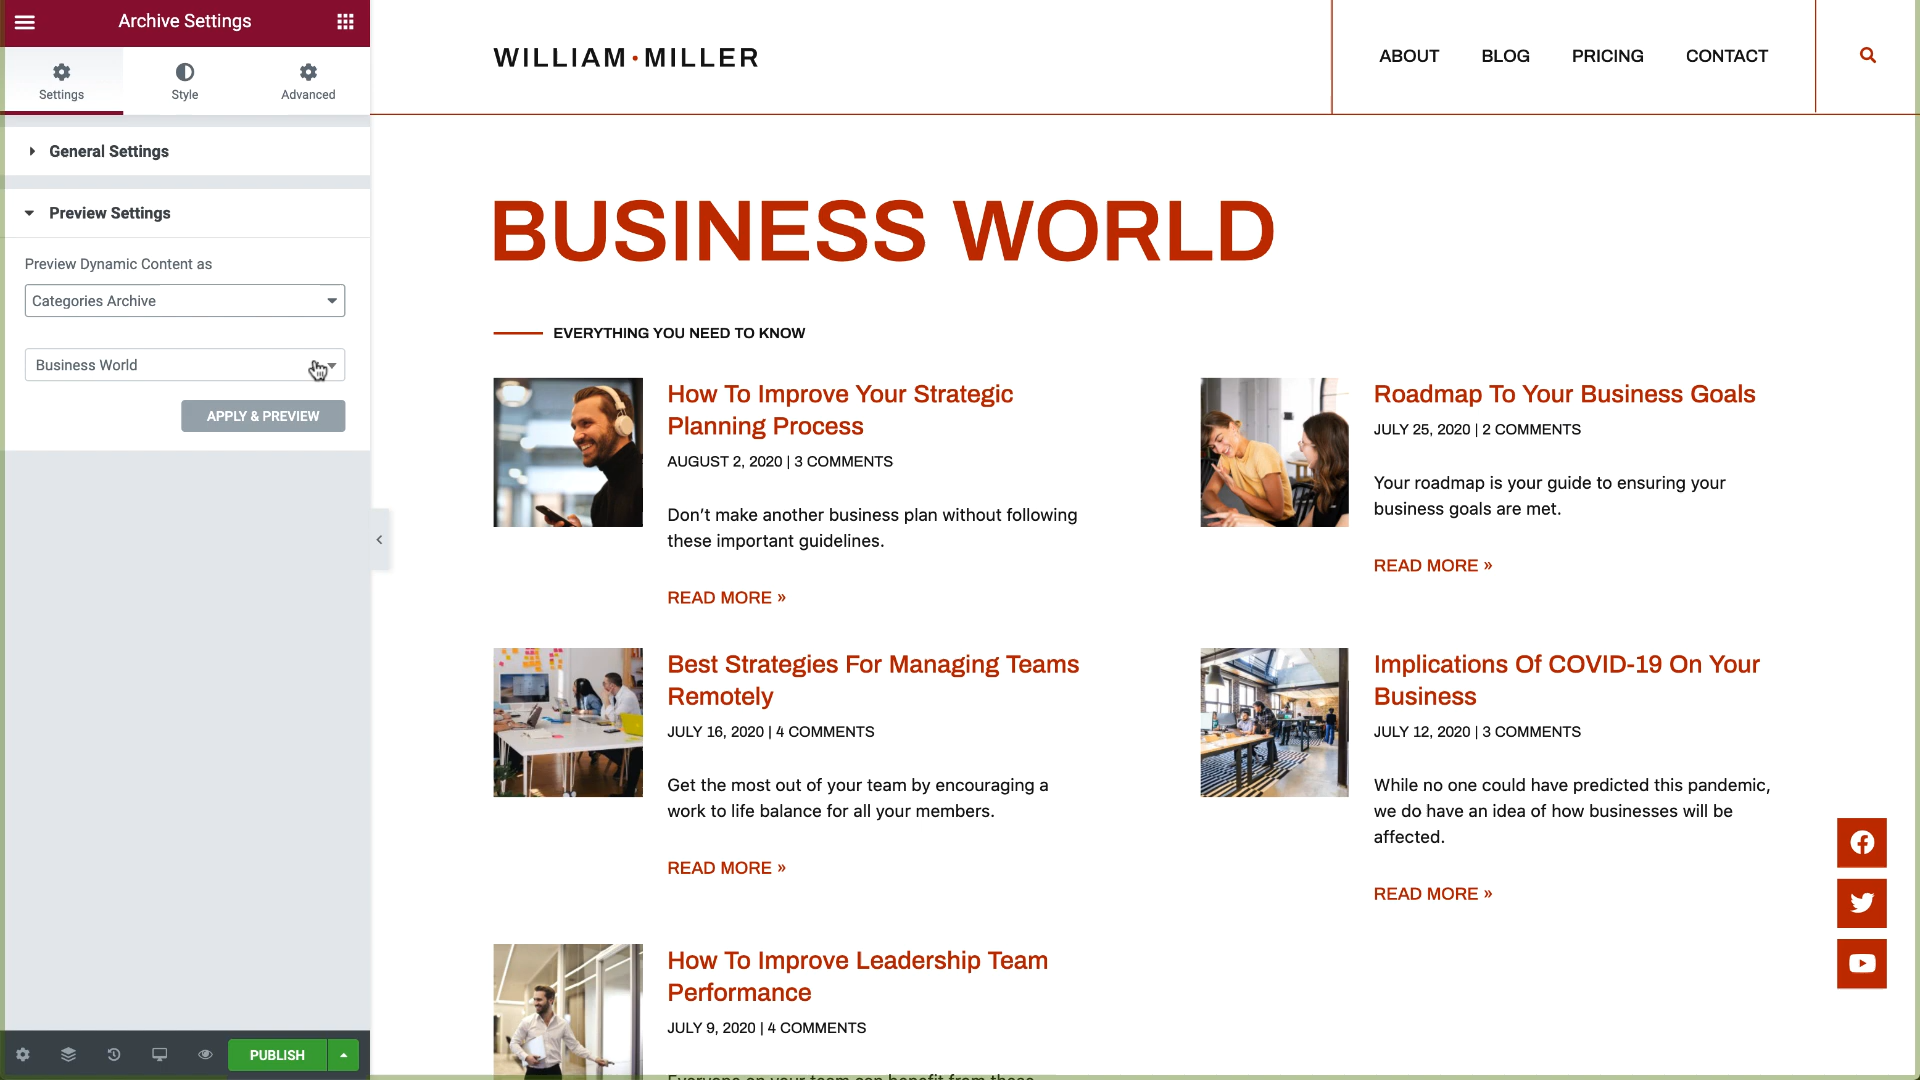 Archive Settings
Settings
Style
Advanced
General Settings
Preview Settings
Preview Dynamic Content as
Categories Archive
Business World
APPLY & PREVIEW
PUBLISH
WILLIAM·MILLER
ABOUT
BLOG
PRICING
CONTACT
BUSINESS WORLD
EVERYTHING YOU NEED TO KNOW
How To Improve Your Strategic
Planning Process
AUGUST 2, 2020 | 3 COMMENTS
Don’t make another business plan without following
these important guidelines.
READ MORE »
Roadmap To Your Business Goals
JULY 25, 2020 | 2 COMMENTS
Your roadmap is your guide to ensuring your
business goals are met.
READ MORE »
Best Strategies For Managing Teams
Remotely
JULY 16, 2020 | 4 COMMENTS
Get the most out of your team by encouraging a
work to life balance for all your members.
READ MORE »
Implications Of COVID-19 On Your
Business
JULY 12, 2020 | 3 COMMENTS
While no one could have predicted this pandemic,
we do have an idea of how businesses will be
affected.
READ MORE »
How To Improve Leadership Team
Performance
JULY 9, 2020 | 4 COMMENTS
Everyone on your team can benefit from these